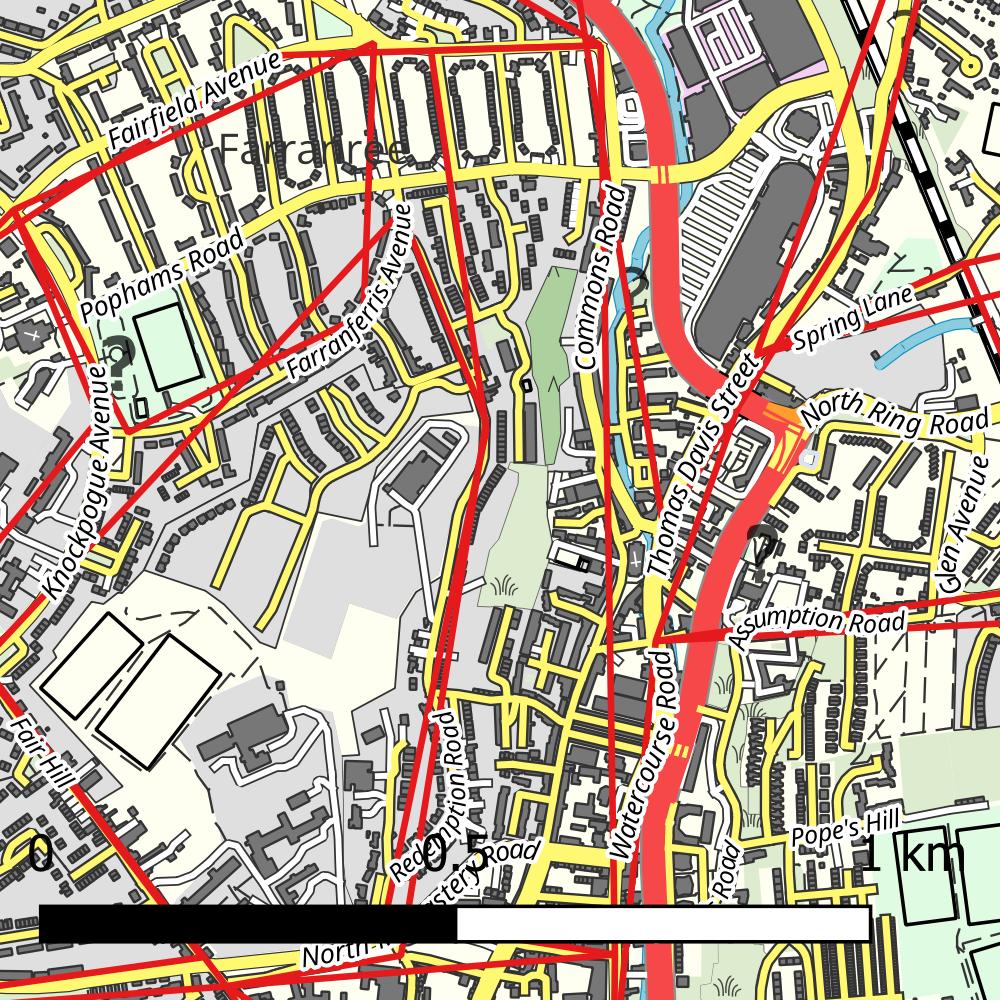 Fairfield Avenue
Farranree
Pophams Road
Farranferris Avenue
Commons Road
Spring Lane
Thomas Davis Street
North Ring Road
Knockpogue Avenue
Glen Avenue
Assumption Road
Watercourse Road
Fair Hill
Redemption Road
Pope's Hill
Road
0
0.5
1 km